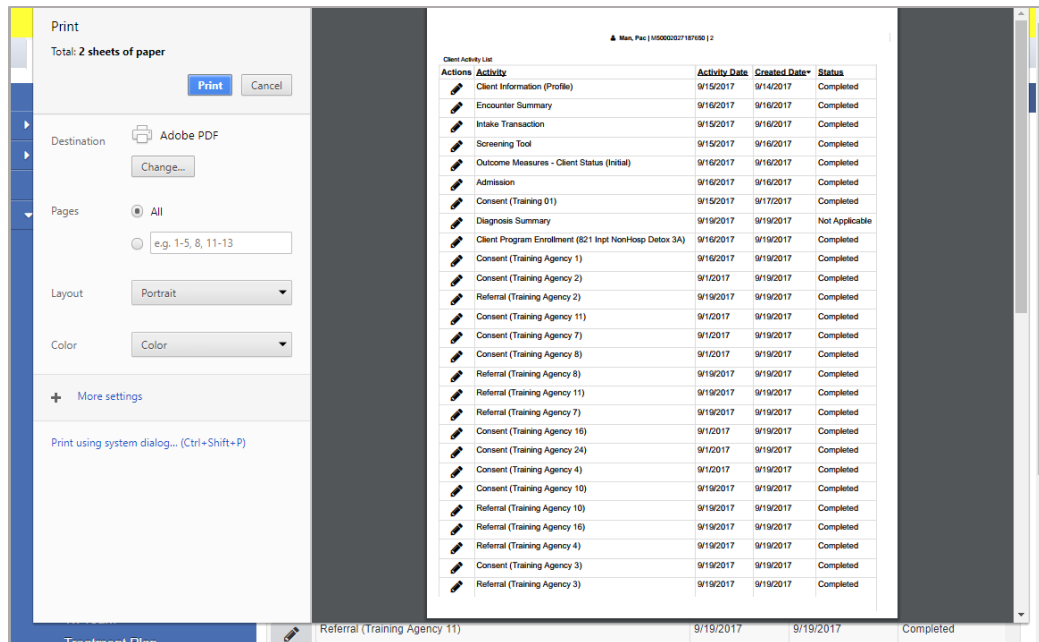 Print
Total: 2 sheets of paper
Print Cancel
Destination Adobe PDF
Change...
Pages All
e.g. 1-5, 8, 11-13
Layout Portrait
Color Color
More settings
Print using system dialog... (Ctrl+Shift+P)
Man, Pac | M50002027187650 | 2
Client Activity List
Actions Activity Activity Date Created Date Status
Client Information (Profile) 9/15/2017 9/14/2017 Completed
Encounter Summary 9/16/2017 9/16/2017 Completed
Intake Transaction 9/15/2017 9/16/2017 Completed
Screening Tool 9/15/2017 9/16/2017 Completed
Outcome Measures - Client Status (Initial) 9/16/2017 9/16/2017 Completed
Admission 9/16/2017 9/16/2017 Completed
Consent (Training 01) 9/15/2017 9/17/2017 Completed
Diagnosis Summary 9/19/2017 9/19/2017 Not Applicable
Client Program Enrollment (821 Inpt NonHosp Detox 3A) 9/16/2017 9/19/2017 Completed
Consent (Training Agency 1) 9/16/2017 9/19/2017 Completed
Consent (Training Agency 2) 9/1/2017 9/19/2017 Completed
Referral (Training Agency 2) 9/19/2017 9/19/2017 Completed
Consent (Training Agency 11) 9/1/2017 9/19/2017 Completed
Consent (Training Agency 7) 9/1/2017 9/19/2017 Completed
Consent (Training Agency 8) 9/1/2017 9/19/2017 Completed
Referral (Training Agency 8) 9/19/2017 9/19/2017 Completed
Referral (Training Agency 11) 9/19/2017 9/19/2017 Completed
Referral (Training Agency 7) 9/19/2017 9/19/2017 Completed
Consent (Training Agency 16) 9/1/2017 9/19/2017 Completed
Consent (Training Agency 24) 9/1/2017 9/19/2017 Completed
Consent (Training Agency 4) 9/1/2017 9/19/2017 Completed
Consent (Training Agency 10) 9/19/2017 9/19/2017 Completed
Referral (Training Agency 10) 9/19/2017 9/19/2017 Completed
Referral (Training Agency 16) 9/19/2017 9/19/2017 Completed
Referral (Training Agency 4) 9/19/2017 9/19/2017 Completed
Consent (Training Agency 3) 9/19/2017 9/19/2017 Completed
Referral (Training Agency 3) 9/19/2017 9/19/2017 Completed
Referral (Training Agency 11) 9/19/2017 9/19/2017 Completed
Treatment Plan